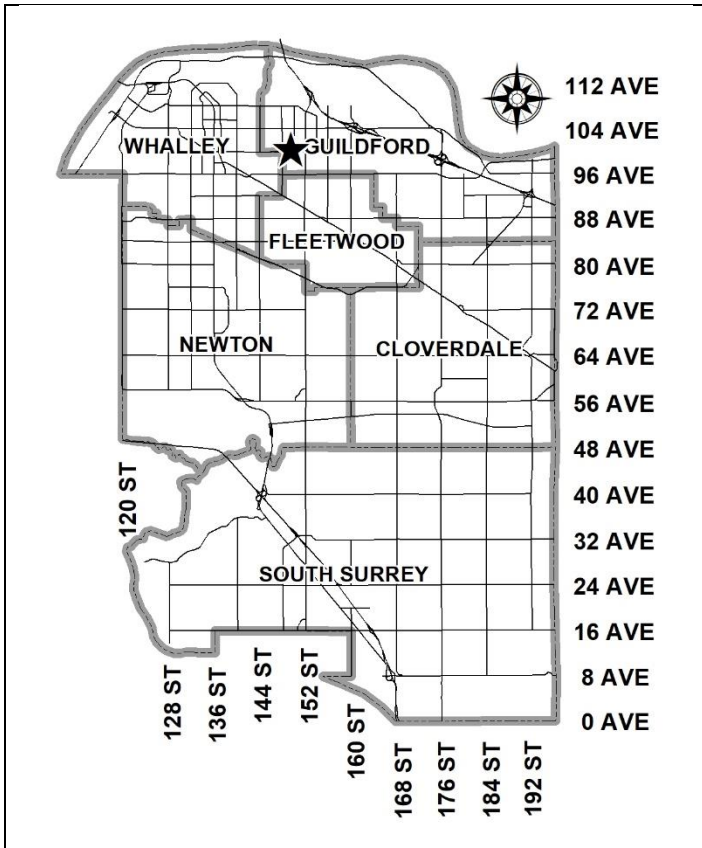 112 AVE
104 AVE
WHALLEY
GUILDFORD
96 AVE
88 AVE
FLEETWOOD
80 AVE
72 AVE
NEWTON
CLOVERDALE
64 AVE
56 AVE
48 AVE
120 ST
40 AVE
32 AVE
SOUTH SURREY
24 AVE
16 AVE
128 ST
136 ST
144 ST
152 ST
160 ST
8 AVE
0 AVE
168 ST
176 ST
184 ST
192 ST